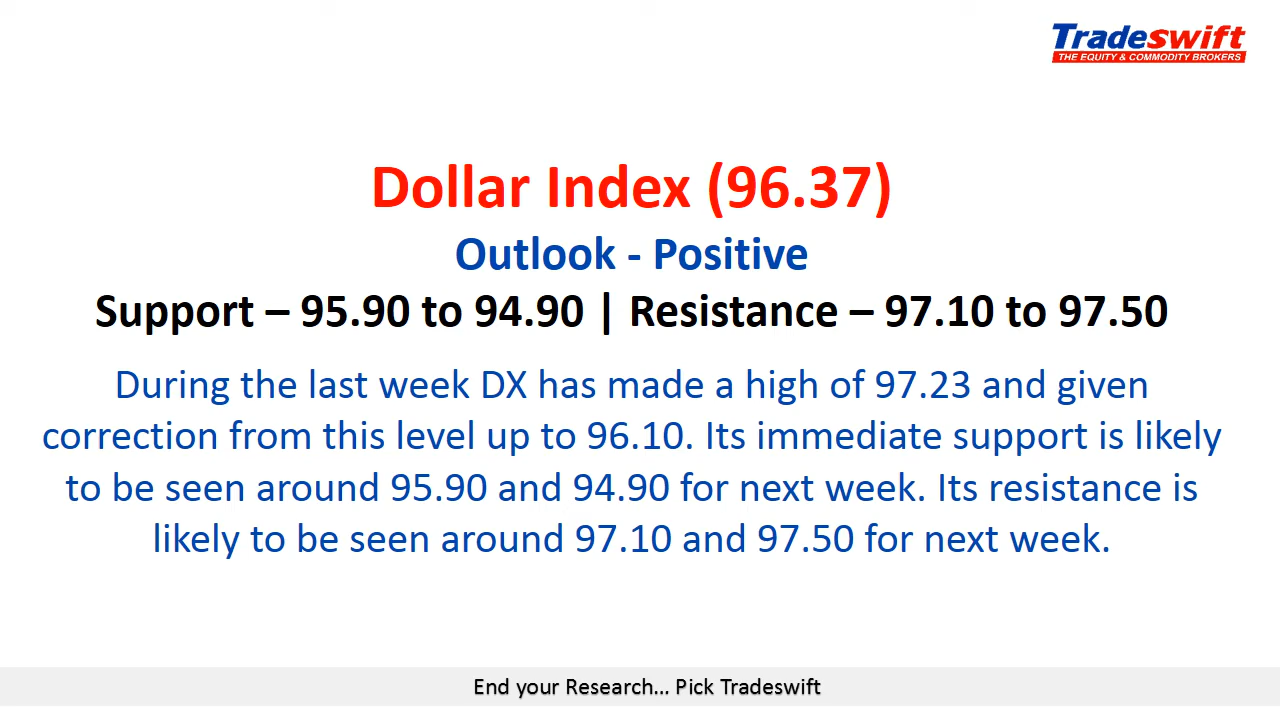 Tradeswift
THE EQUITY & COMMODITY BROKERS
Dollar Index (96.37)
Outlook - Positive
Support – 95.90 to 94.90 | Resistance – 97.10 to 97.50
During the last week DX has made a high of 97.23 and given
correction from this level up to 96.10. Its immediate support is likely
to be seen around 95.90 and 94.90 for next week. Its resistance is
likely to be seen around 97.10 and 97.50 for next week.
End your Research... Pick Tradeswift